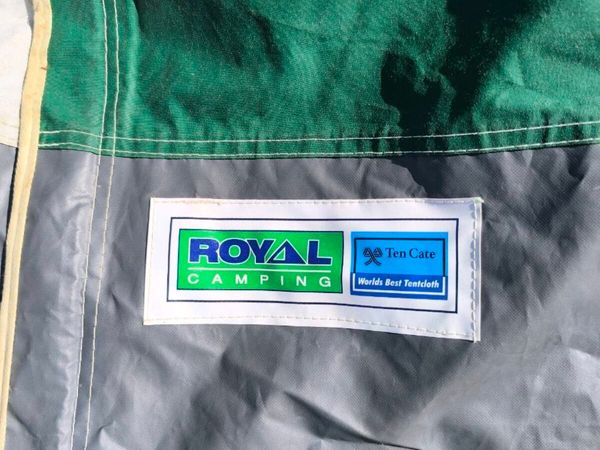 ROYAL
CAMPING
Ten Cate
Worlds Best Tentcloth